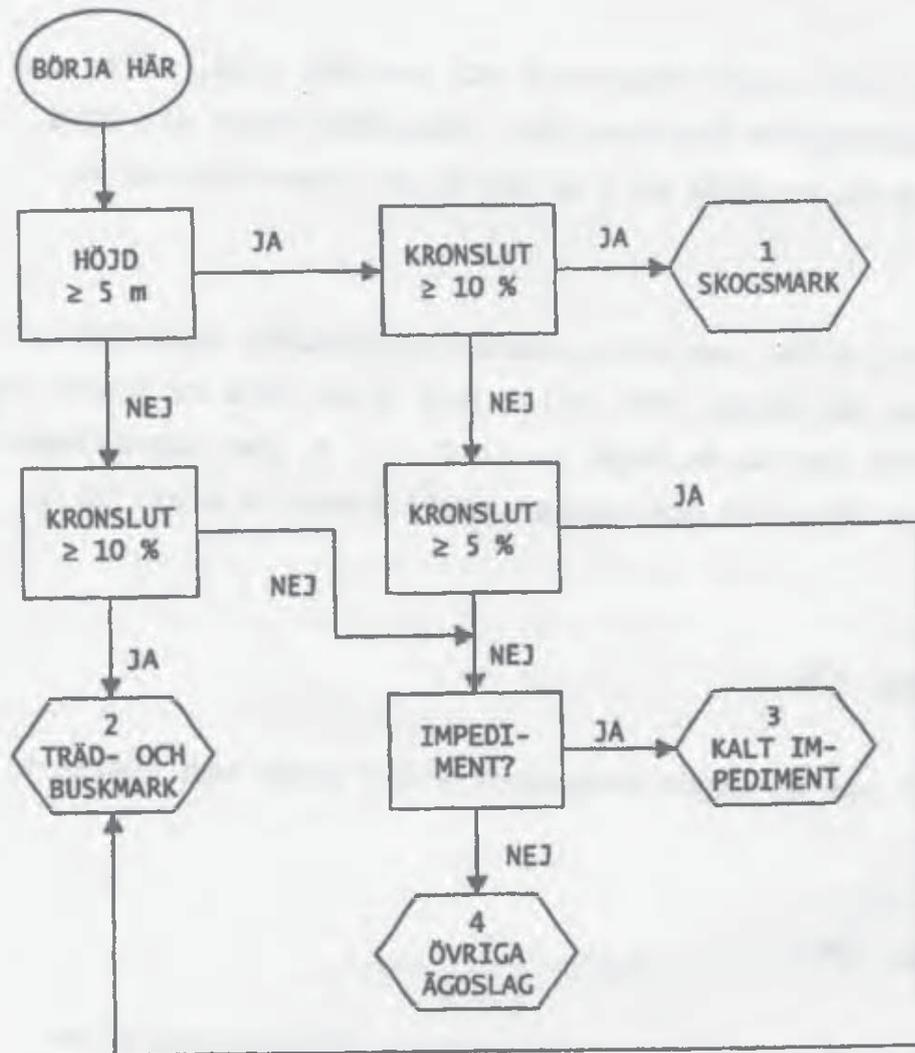 BÖRJA HÄR
HÖJD
≥ 5 m
JA
KRONSLUT
≥ 10 %
JA
1
SKOGSMARK
NEJ
NEJ
KRONSLUT
≥ 10 %
NEJ
KRONSLUT
≥ 5 %
JA
JA
NEJ
2
TRÄD- OCH
BUSKMARK
IMPEDI-
MENT?
JA
3
KALT IM-
PEDIMENT
NEJ
4
ÖVRIGA
ÄGOSLAG